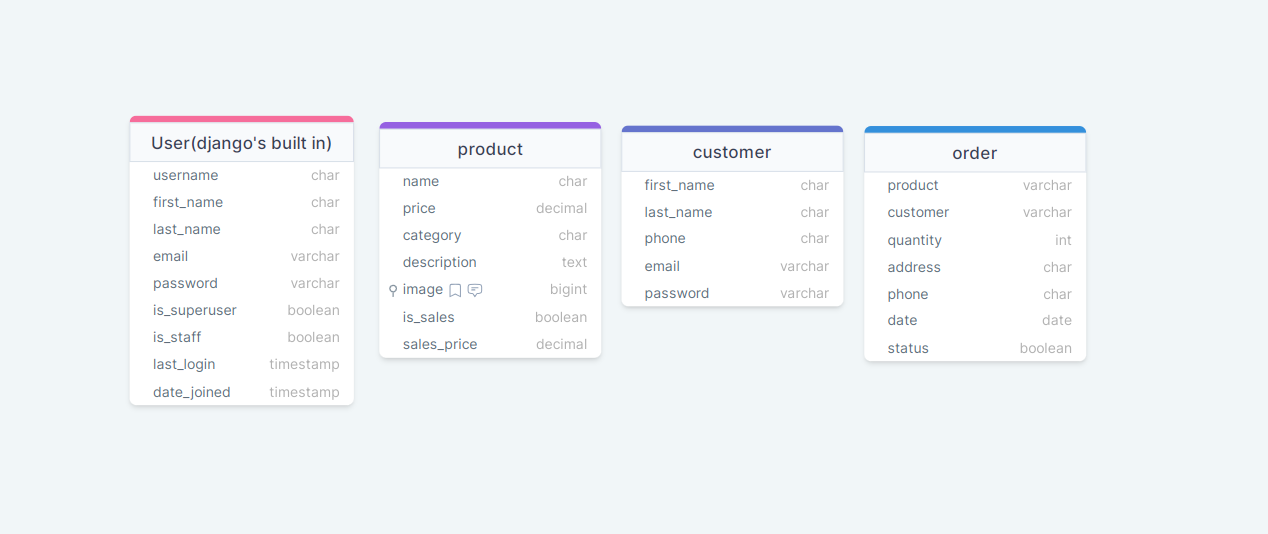 User(django's built in)
username char
first_name char
last_name char
email varchar
password varchar
is_superuser boolean
is_staff boolean
last_login timestamp
date_joined timestamp
product
name char
price decimal
category char
description text
image bigint
is_sales boolean
sales_price decimal
customer
first_name char
last_name char
phone char
email varchar
password varchar
order
product varchar
customer varchar
quantity int
address char
phone char
date date
status boolean